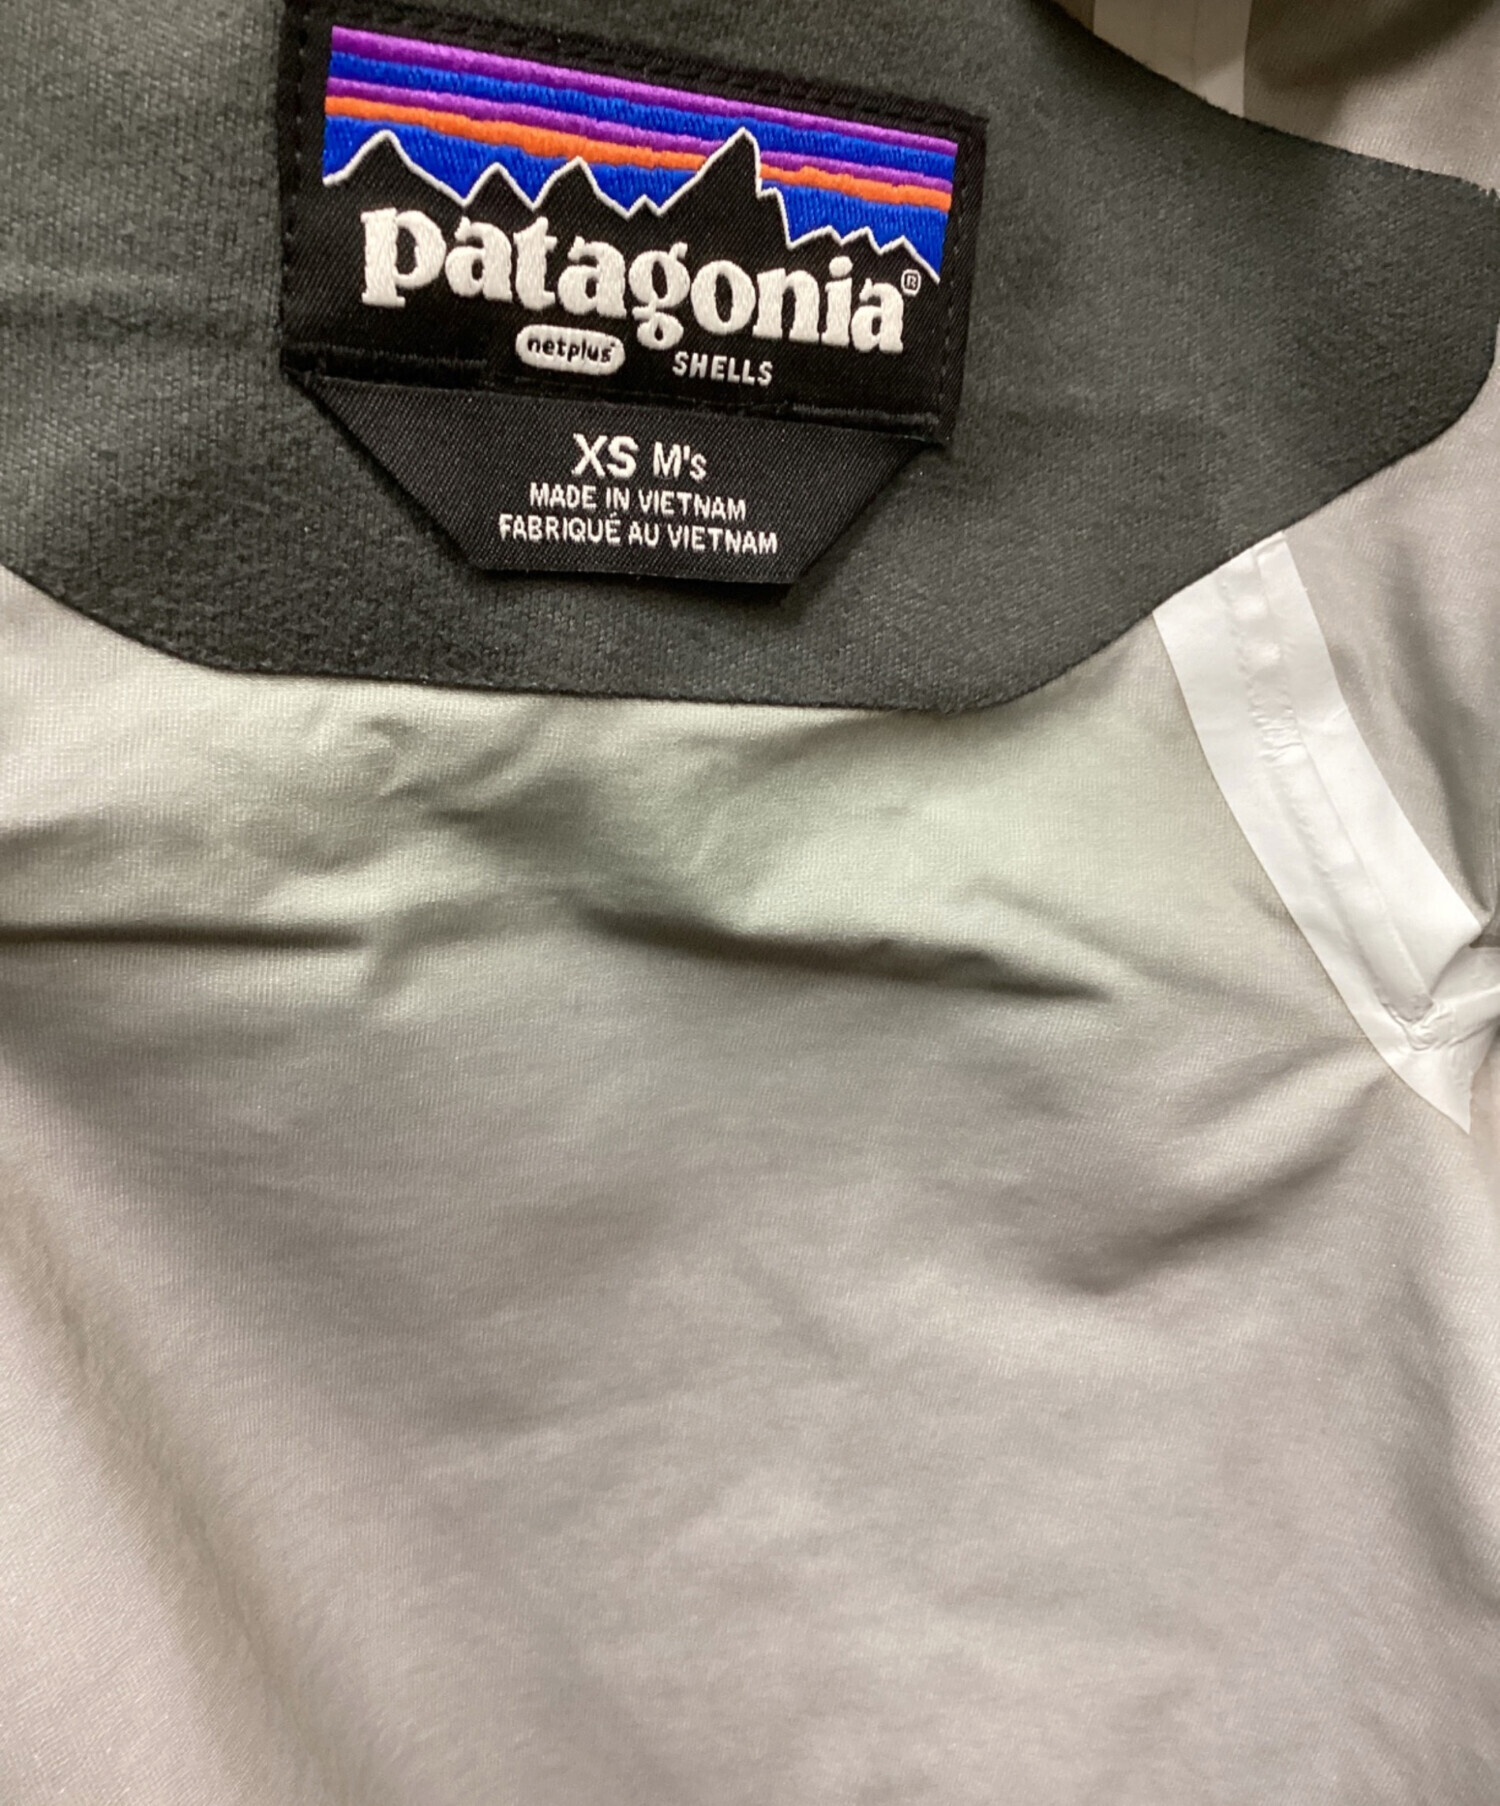 patagonia®
netplus® SHELLS
XS M's
MADE IN VIETNAM
FABRIQUÉ AU VIETNAM